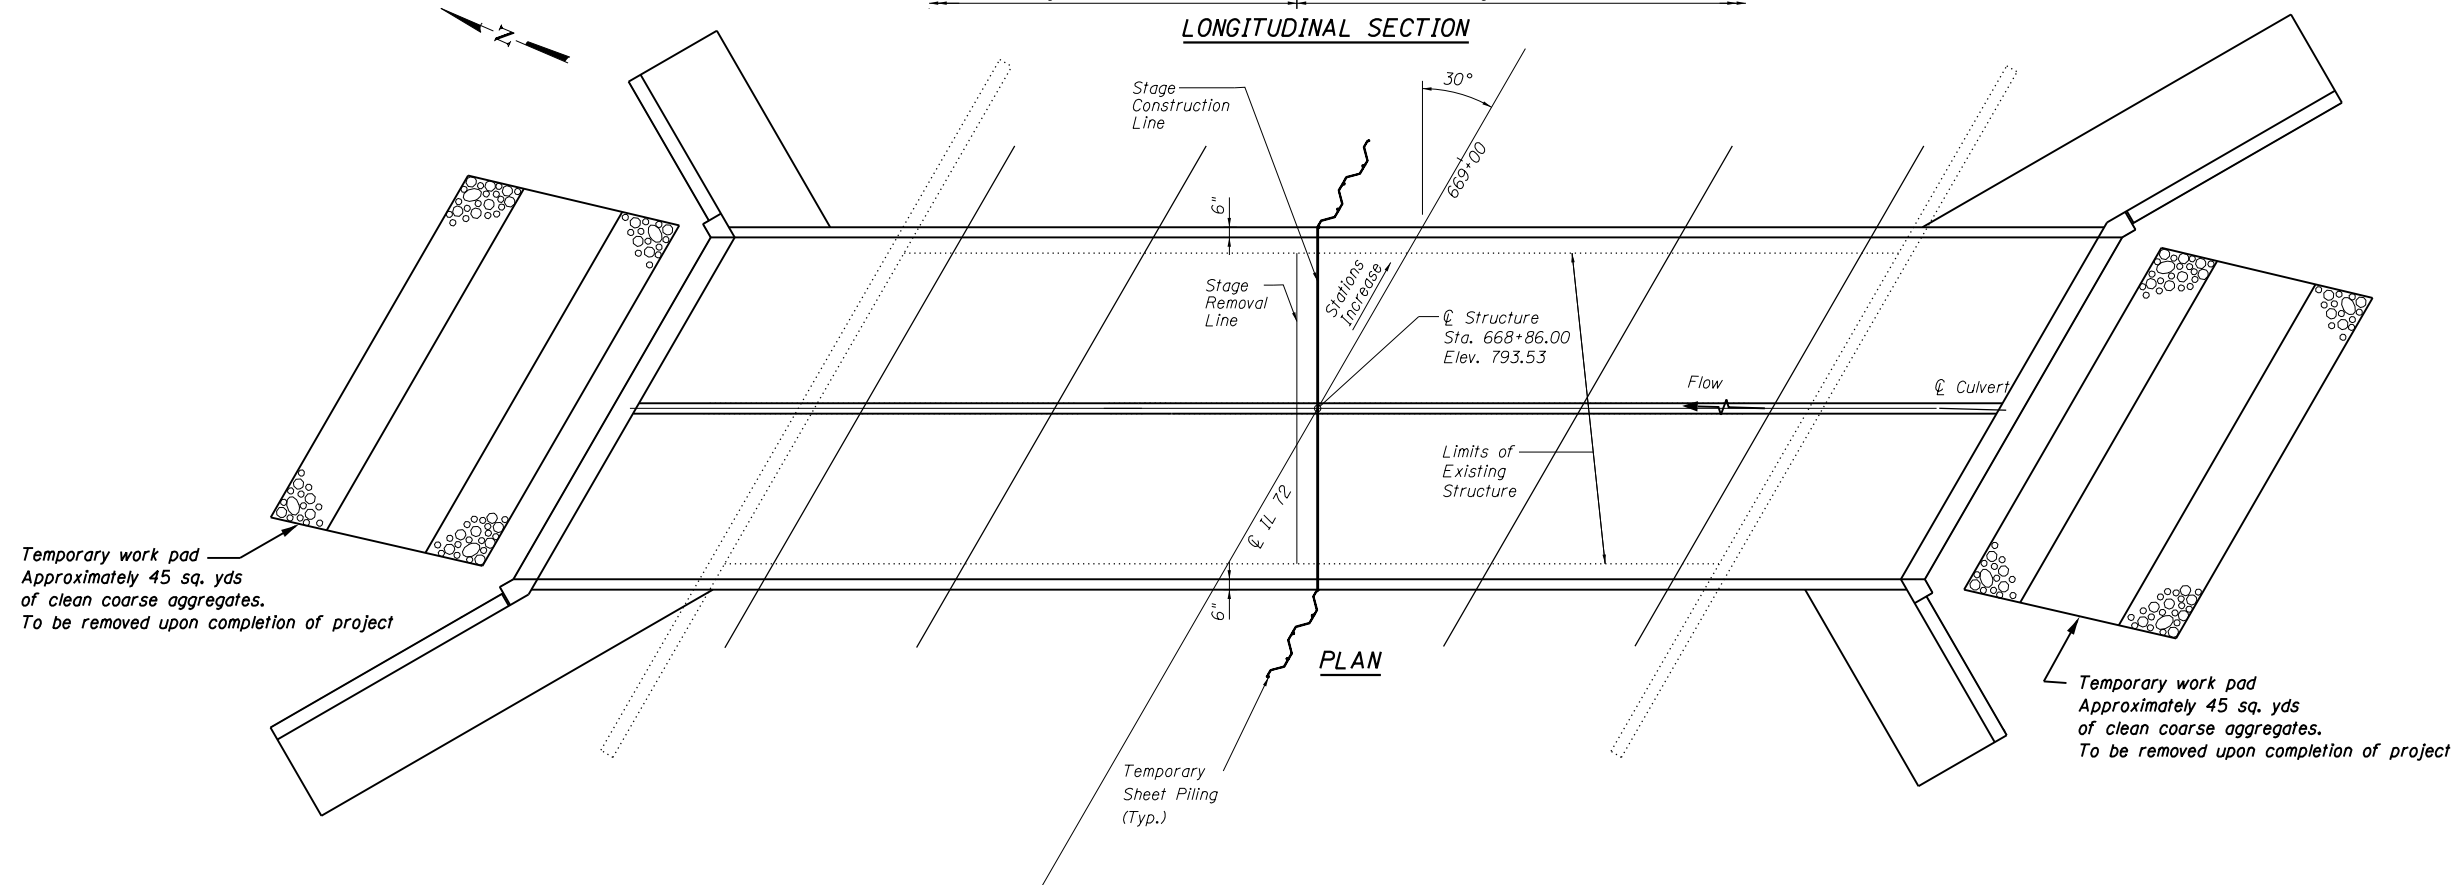 LONGITUDINAL SECTION
N
Stage
Construction
Line
30°
669+00
6"
Stage
Removal
Line
Stations
Increase
℄ Structure
Sta. 668+86.00
Elev. 793.53
Flow
℄ Culvert
Limits of
Existing
Structure
℄ IL 72
6"
Temporary work pad
Approximately 45 sq. yds
of clean coarse aggregates.
To be removed upon completion of project
PLAN
Temporary work pad
Approximately 45 sq. yds
of clean coarse aggregates.
To be removed upon completion of project
Temporary
Sheet Piling
(Typ.)